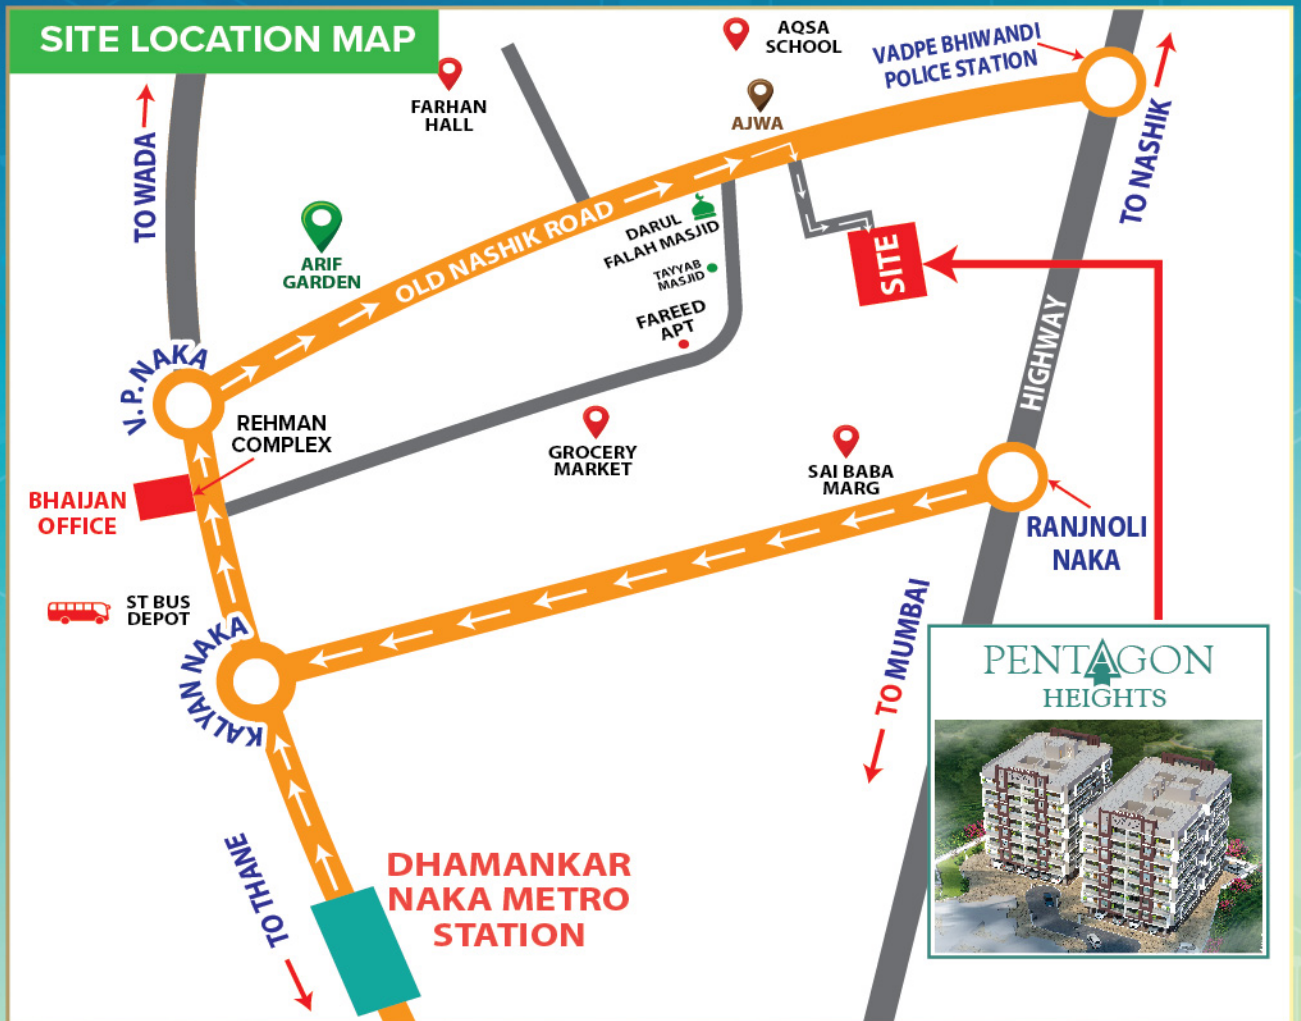 SITE LOCATION MAP
AQSA
SCHOOL
VADPE BHIWANDI
POLICE STATION
FARHAN
HALL
AJWA
TO WADA
TO NASHIK
DARUL
FALAH MASJID
OLD NASHIK ROAD
ARIF
GARDEN
TAYYAB
MASJID
SITE
FAREED
APT
HIGHWAY
V.P.NAKA
REHMAN
COMPLEX
GROCERY
MARKET
SAI BABA
MARG
BHAIJAN
OFFICE
RANJNOLI
NAKA
ST BUS
DEPOT
KALYAN NAKA
TO MUMBAI
PENTAGON
HEIGHTS
TO THANE
DHAMANKAR
NAKA METRO
STATION